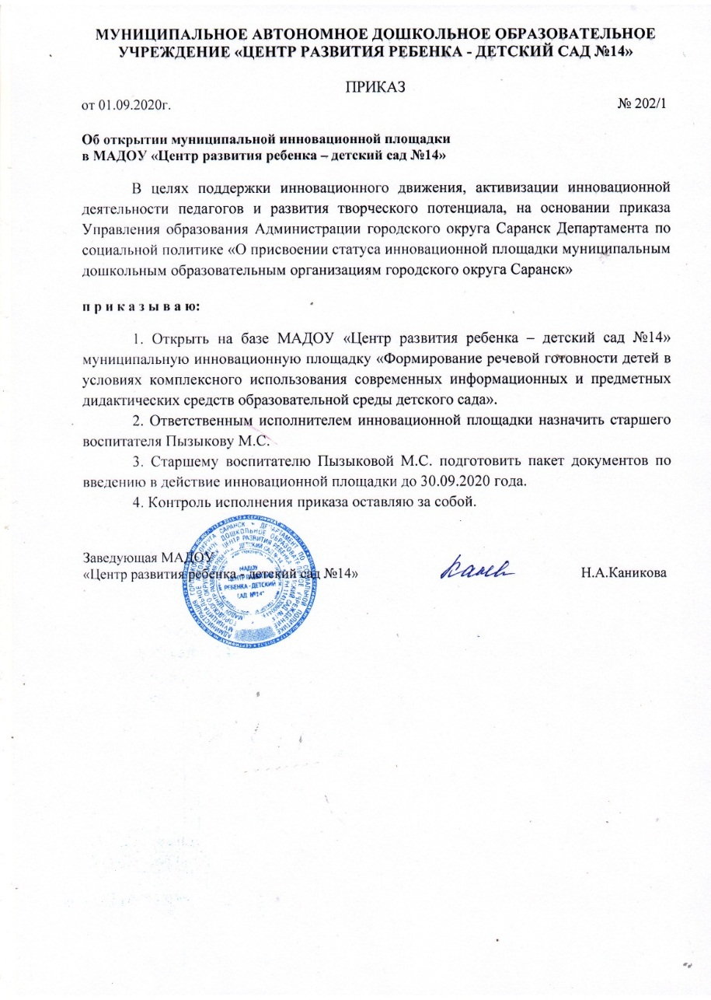 МУНИЦИПАЛЬНОЕ АВТОНОМНОЕ ДОШКОЛЬНОЕ ОБРАЗОВАТЕЛЬНОЕ
УЧРЕЖДЕНИЕ «ЦЕНТР РАЗВИТИЯ РЕБЕНКА - ДЕТСКИЙ САД №14»
ПРИКАЗ
от 01.09.2020г. № 202/1
Об открытии муниципальной инновационной площадки
в МАДОУ «Центр развития ребенка – детский сад №14»
В целях поддержки инновационного движения, активизации инновационной
деятельности педагогов и развития творческого потенциала, на основании приказа
Управления образования Администрации городского округа Саранск Департамента по
социальной политике «О присвоении статуса инновационной площадки муниципальным
дошкольным образовательным организациям городского округа Саранск»
п р и к а з ы в а ю:
1. Открыть на базе МАДОУ «Центр развития ребенка – детский сад №14»
муниципальную инновационную площадку «Формирование речевой готовности детей в
условиях комплексного использования современных информационных и предметных
дидактических средств образовательной среды детского сада».
2. Ответственным исполнителем инновационной площадки назначить старшего
воспитателя Пызыкову М.С.
3. Старшему воспитателю Пызыковой М.С. подготовить пакет документов по
введению в действие инновационной площадки до 30.09.2020 года.
4. Контроль исполнения приказа оставляю за собой.
Заведующая МАДОУ
«Центр развития ребенка – детский сад №14» Н.А.Каникова
МАДОУ
"ЦЕНТР РАЗВИТИЯ
РЕБЕНКА - ДЕТСКИЙ
САД №14"